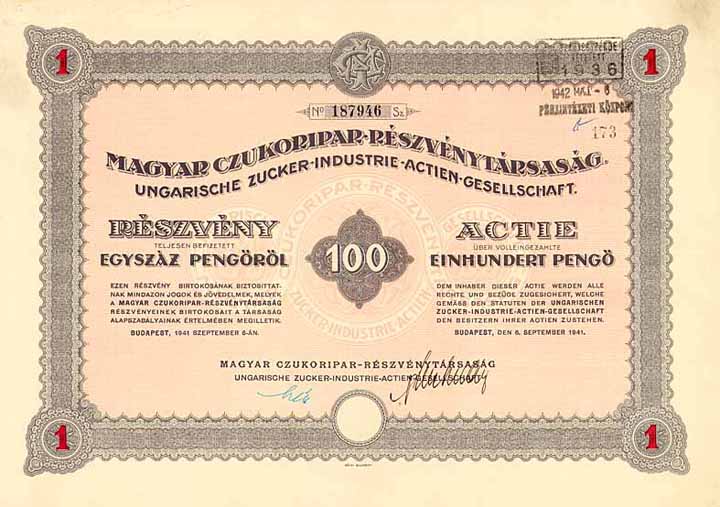 1
1
1936
1942 MÁJ - 6
PÉNZINTÉZETI KÖZPONT
173
No 187946 Sz.
MAGYAR CZUKORIPAR-RÉSZVÉNYTÁRSASÁG.
UNGARISCHE ZUCKER-INDUSTRIE-ACTIEN-GESELLSCHAFT.
RÉSZVÉNY
TELJESEN BEFIZETETT
EGYSZÁZ PENGÖRÖL
100
ACTIE
ÜBER VOLLEINGEZAHLTE
EINHUNDERT PENGÖ
EZEN RÉSZVÉNY BIRTOKOSÁNAK BIZTOSITTAT-
NAK MINDAZON JOGOK ÉS JÖVEDELMEK, MELYEK
A MAGYAR CZUKORIPAR-RÉSZVÉNYTÁRSASÁG
RÉSZVÉNYEINEK BIRTOKOSAIT A TÁRSASÁG
ALAPSZABÁLYAINAK ÉRTELMÉBEN MEGILLETIK.
BUDAPEST, 1941 SZEPTEMBER 6-ÁN.
DEM INHABER DIESER ACTIE WERDEN ALLE
RECHTE UND BEZÜGE ZUGESICHERT, WELCHE
GEMÄSS DEN STATUTEN DER UNGARISCHEN
ZUCKER-INDUSTRIE-ACTIEN-GESELLSCHAFT
DEN BESITZERN IHRER ACTIEN ZUSTEHEN.
BUDAPEST, DEN 6. SEPTEMBER 1941.
MAGYAR CZUKORIPAR-RÉSZVÉNYTÁRSASÁG
UNGARISCHE ZUCKER-INDUSTRIE-ACTIEN-GESELLSCHAFT
1
1